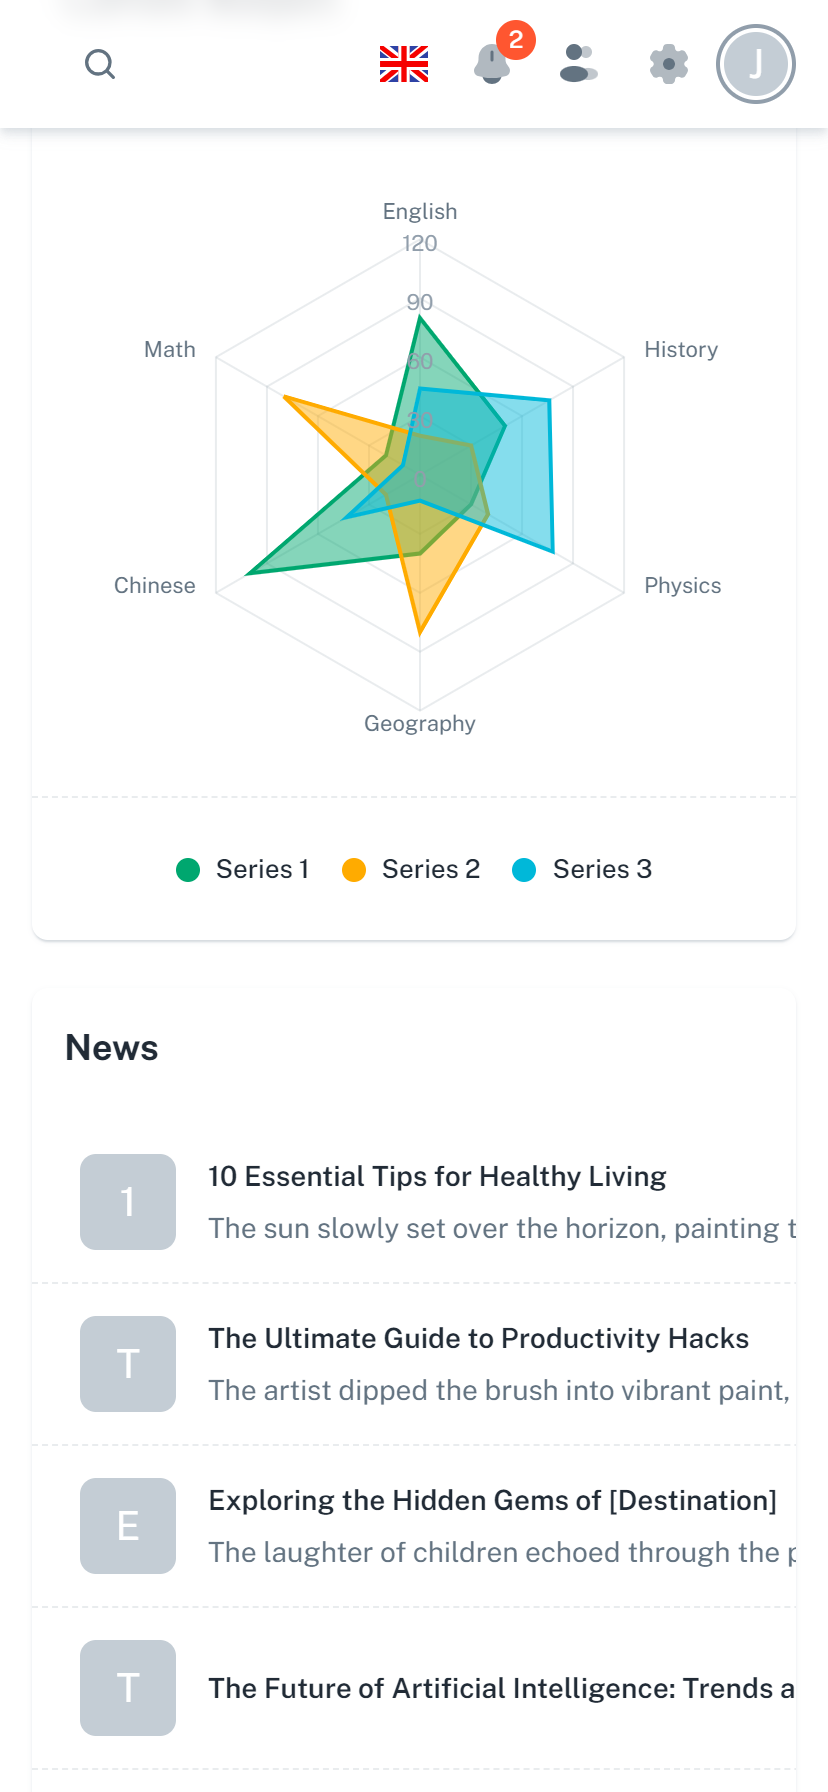 2
J
English
120
90
60
30
0
Math
History
Chinese
Physics
Geography
Series 1
Series 2
Series 3
News
1
10 Essential Tips for Healthy Living
The sun slowly set over the horizon, painting t
T
The Ultimate Guide to Productivity Hacks
The artist dipped the brush into vibrant paint,
E
Exploring the Hidden Gems of [Destination]
The laughter of children echoed through the p
T
The Future of Artificial Intelligence: Trends a